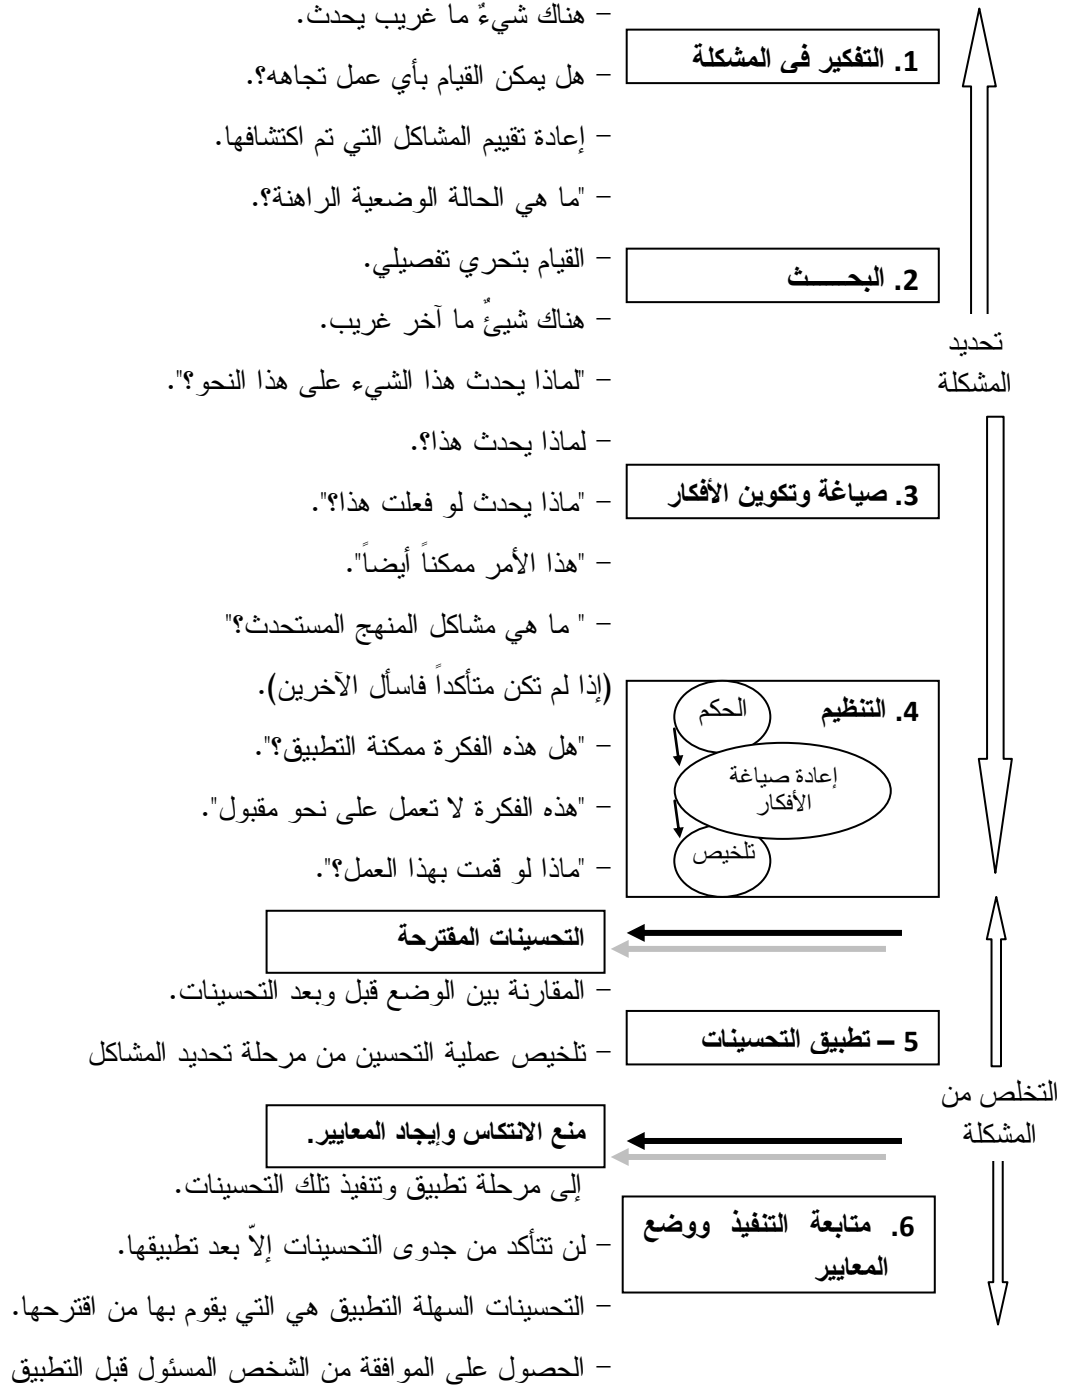 – هناك شيءٌ ما غريب يحدث.
1. التفكير فى المشكلة
– هل يمكن القيام بأي عمل تجاهه؟.
– إعادة تقييم المشاكل التي تم اكتشافها.
– "ما هي الحالة الوضعية الراهنة؟.
– القيام بتحري تفصيلي.
2. البحـــــــث
– هناك شيئٌ ما آخر غريب.
تحديد
المشكلة
– "لماذا يحدث هذا الشيء على هذا النحو؟".
– لماذا يحدث هذا؟.
3. صياغة وتكوين الأفكار
– "ماذا يحدث لو فعلت هذا؟".
– "هذا الأمر ممكناً أيضاً".
– " ما هي مشاكل المنهج المستحدث؟"
(إذا لم تكن متأكداً فاسأل الآخرين).
4. التنظيم
الحكم
إعادة صياغة
الأفكار
تلخيص
– "هل هذه الفكرة ممكنة التطبيق؟".
– "هذه الفكرة لا تعمل على نحو مقبول".
– "ماذا لو قمت بهذا العمل؟".
التحسينات المقترحة
– المقارنة بين الوضع قبل وبعد التحسينات.
5 – تطبيق التحسينات
– تلخيص عملية التحسين من مرحلة تحديد المشاكل
التخلص من
المشكلة
منع الانتكاس وإيجاد المعايير.
إلى مرحلة تطبيق وتنفيذ تلك التحسينات.
6. متابعة التنفيذ ووضع
المعايير
– لن تتأكد من جدوى التحسينات إلاّ بعد تطبيقها.
– التحسينات السهلة التطبيق هي التي يقوم بها من اقترحها.
– الحصول على الموافقة من الشخص المسئول قبل التطبيق